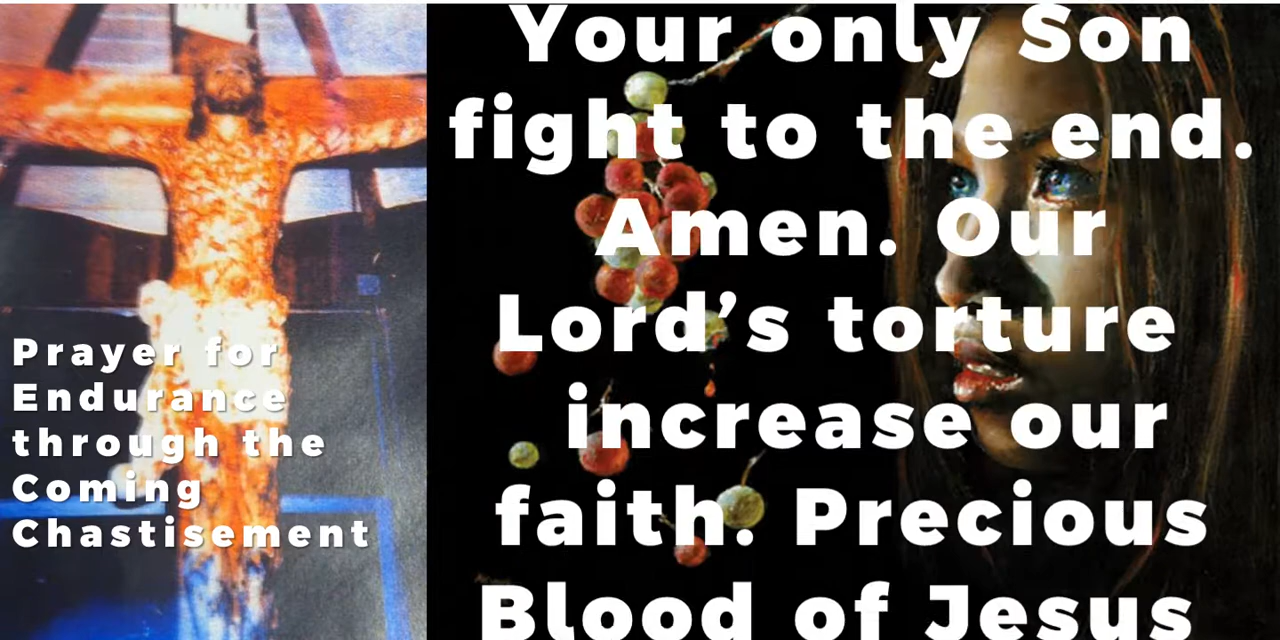 Prayer for
Endurance
through the
Coming
Chastisement
Your only Son
fight to the end.
Amen. Our
Lord’s torture
increase our
faith. Precious
Blood of Jesus